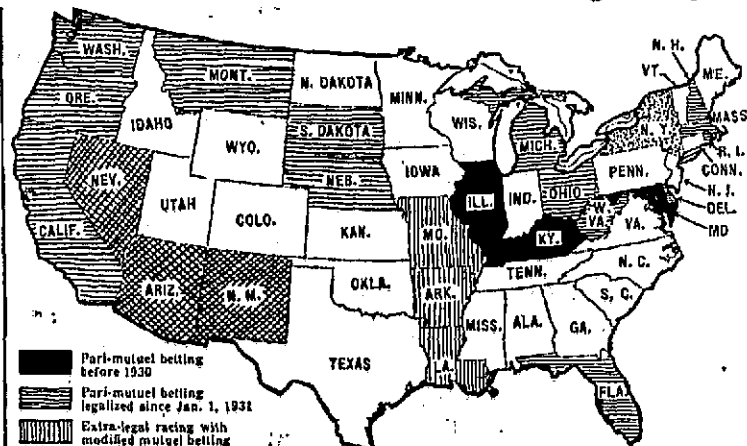 WASH.
MONT.
N. DAKOTA
MINN.
N. H.
VT.
ME.
ORE.
IDAHO
S. DAKOTA
WIS.
MICH.
N. Y.
MASS
R. I.
CONN.
WYO.
NEB.
IOWA
PENN.
N. J.
DEL.
MD
NEV.
UTAH
COLO.
ILL.
IND.
OHIO
W. VA.
VA.
CALIF.
KAN.
MO.
KY.
N. C.
ARIZ.
N. M.
OKLA.
ARK.
TENN.
S. C.
TEXAS
LA.
MISS.
ALA.
GA.
FLA.
Pari-mutuel betting
before 1930
Pari-mutuel betting
legalized since Jan. 1, 1931
Extra-legal racing with
modified mutuel betting